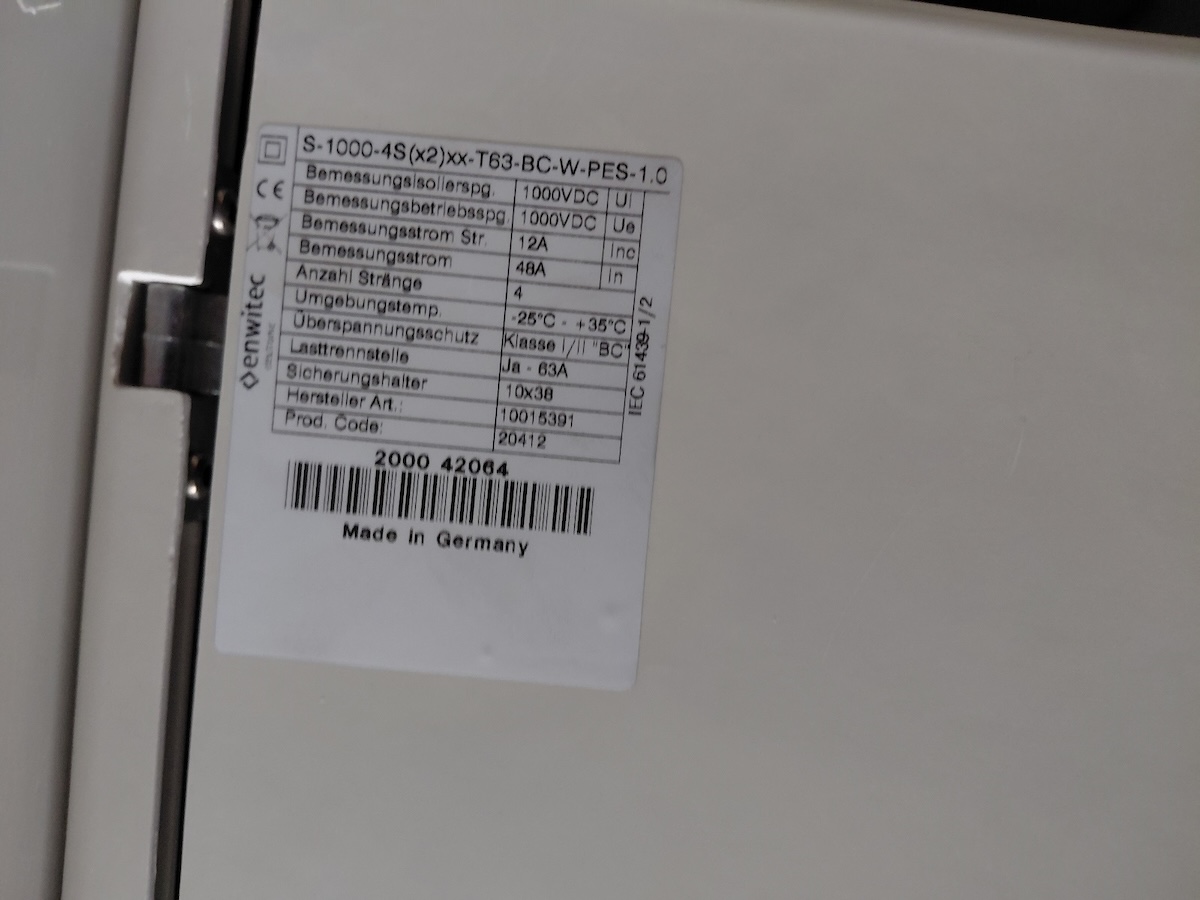 S-1000-4S(x2)xx-T63-BC-W-PES-1.0
Bemessungsisolierspg. 1000VDC Ui
Bemessungsbetriebsspg. 1000VDC Ue
Bemessungsstrom Str. 12A Inc
Bemessungsstrom 48A In
Anzahl Stränge 4
Umgebungstemp. -25°C - +35°C
Überspannungsschutz Klasse I/II "BC"
Lasttrennstelle Ja - 63A
Sicherungshalter 10x38
Hersteller Art.: 10015391
Prod. Code: 20412
IEC 61439-1/2
CE
enwitec
2000 42064
Made in Germany